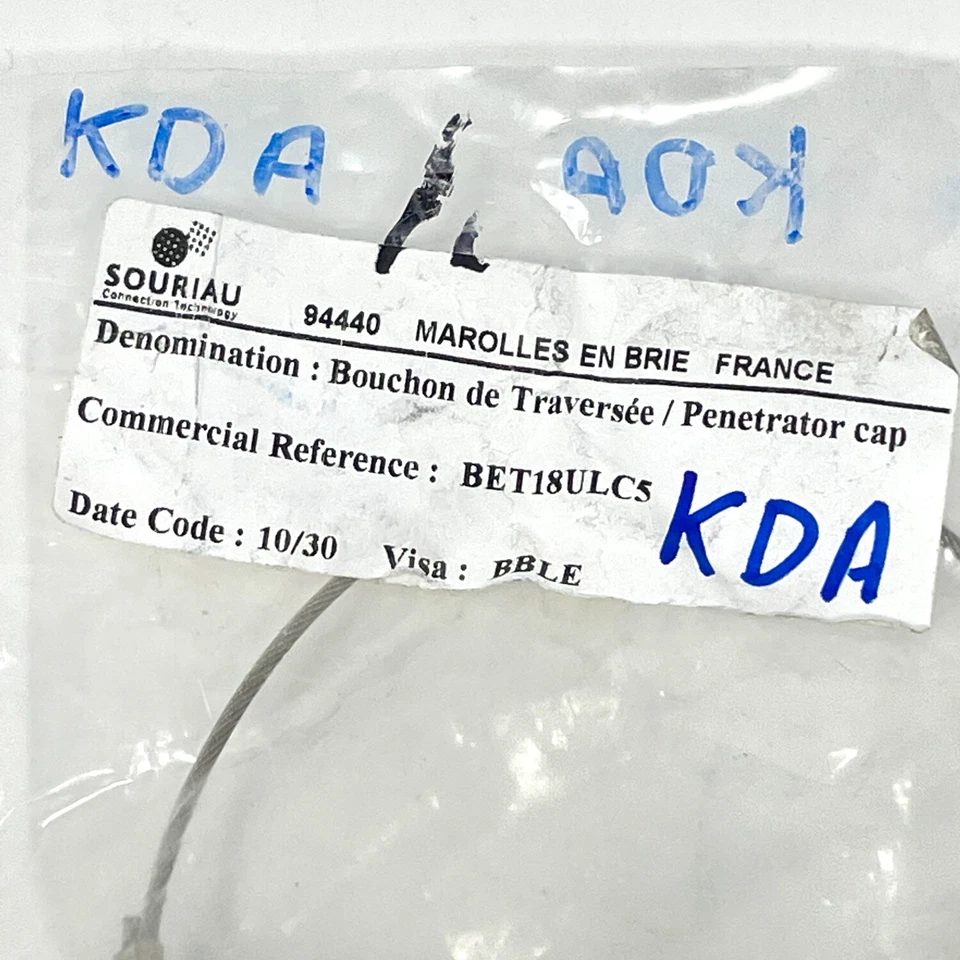 KDA KDA
SOURIAU
Connection Technology
94440 MAROLLES EN BRIE FRANCE
Denomination : Bouchon de Traversée / Penetrator cap
Commercial Reference : BET18ULC5
KDA
Date Code : 10/30 Visa : BBLE